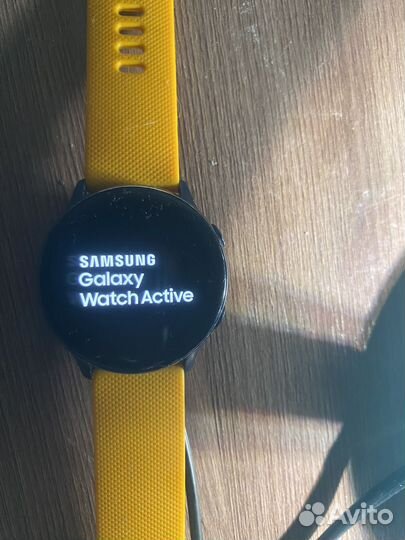 SAMSUNG
Galaxy
Watch Active
Avito